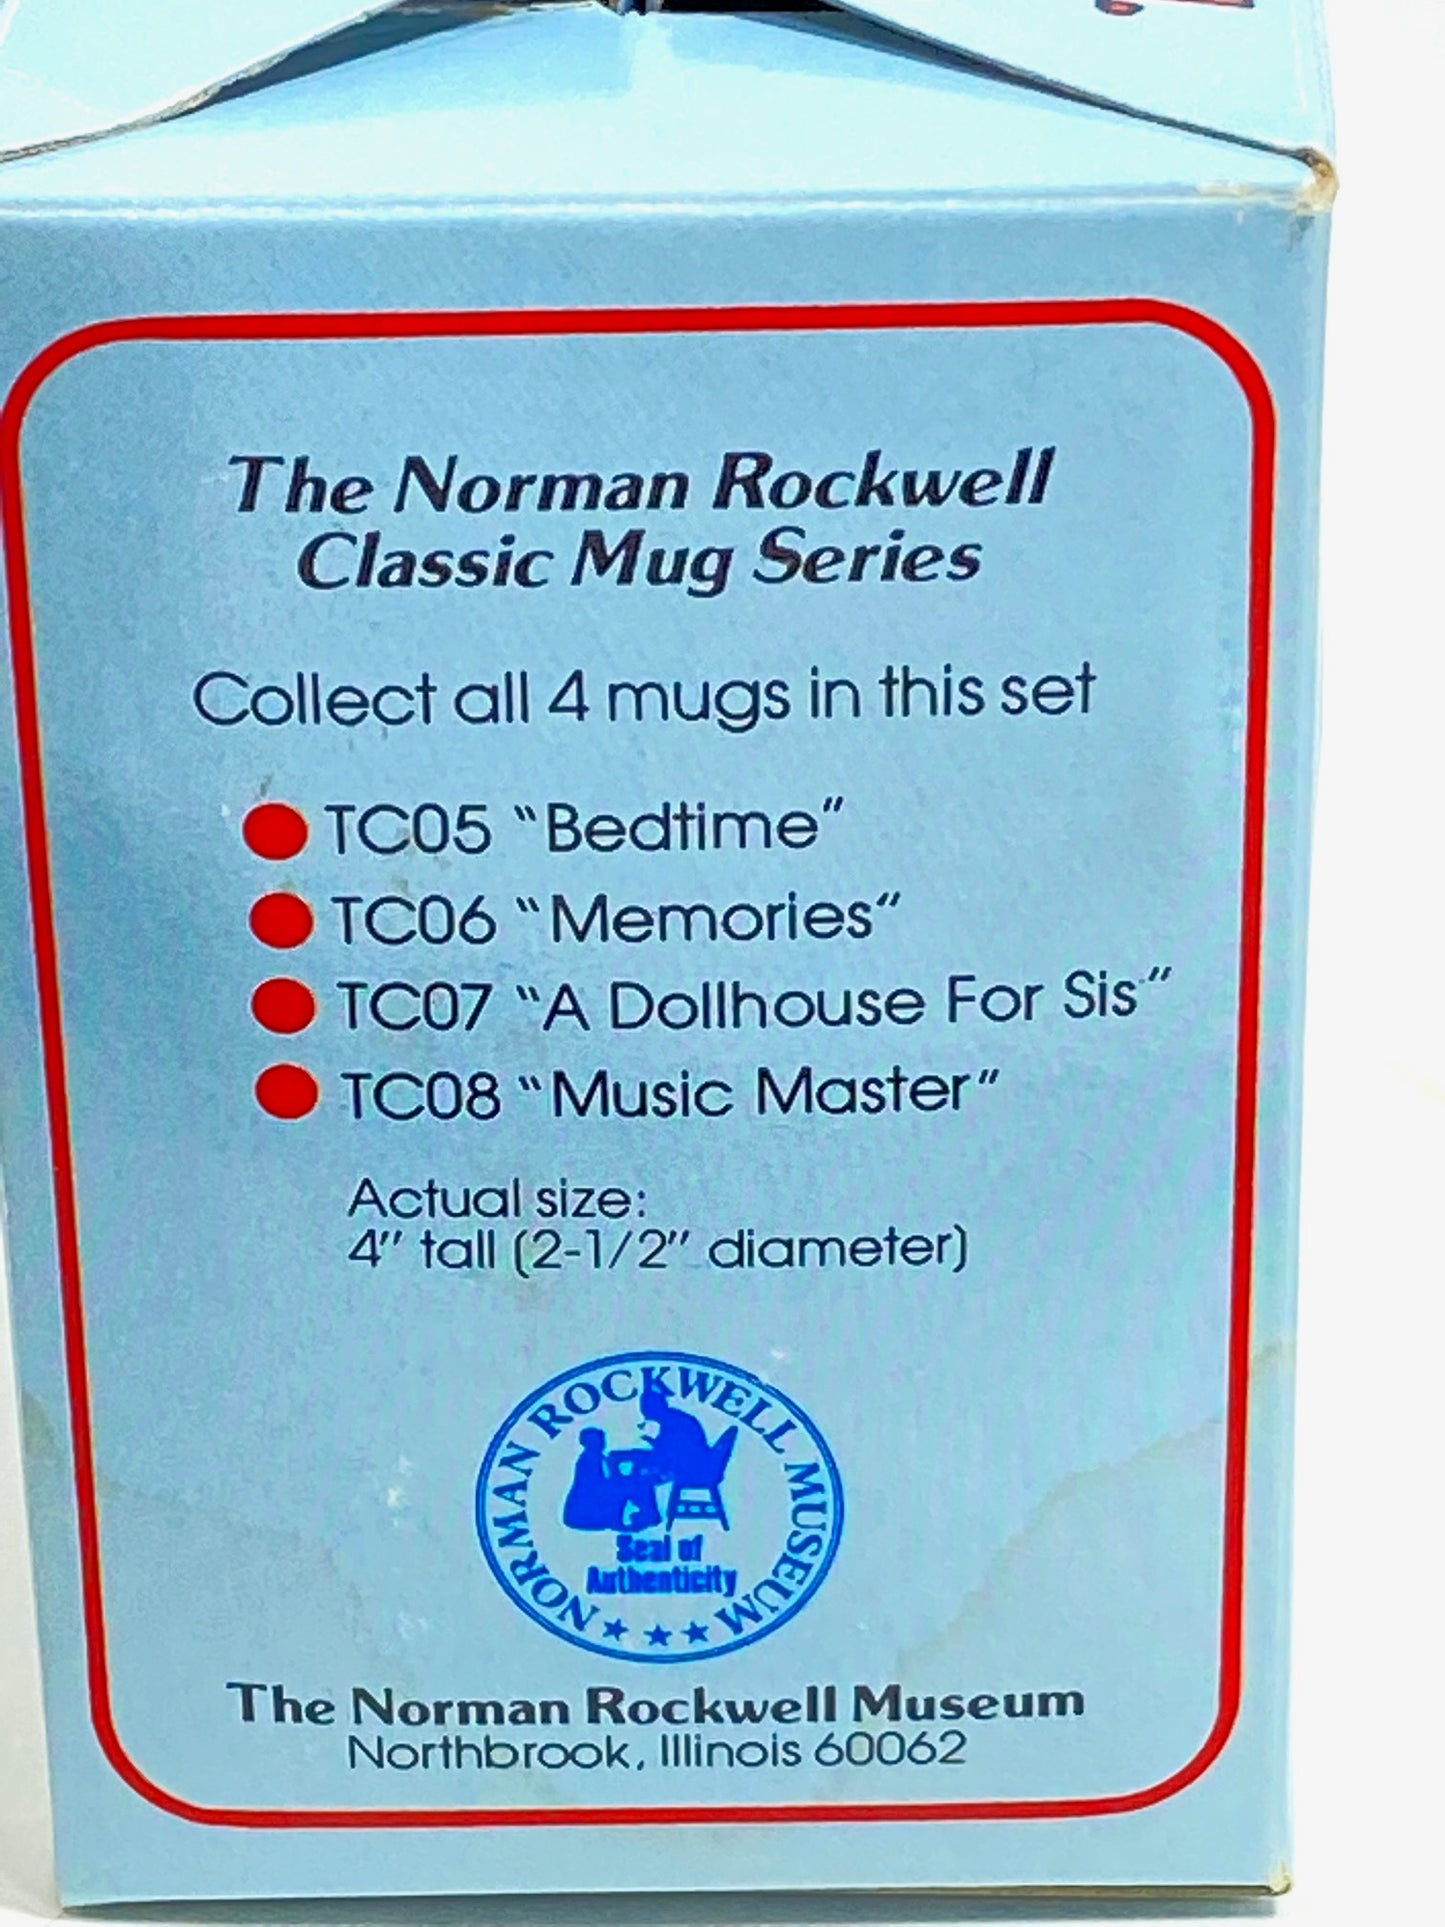 The Norman Rockwell
Classic Mug Series
Collect all 4 mugs in this set
TC05 "Bedtime"
TC06 "Memories"
TC07 "A Dollhouse For Sis"
TC08 "Music Master"
Actual size:
4" tall (2-1/2" diameter)
NORMAN ROCKWELL MUSEUM
Seal of
Authenticity
The Norman Rockwell Museum
Northbrook, Illinois 60062